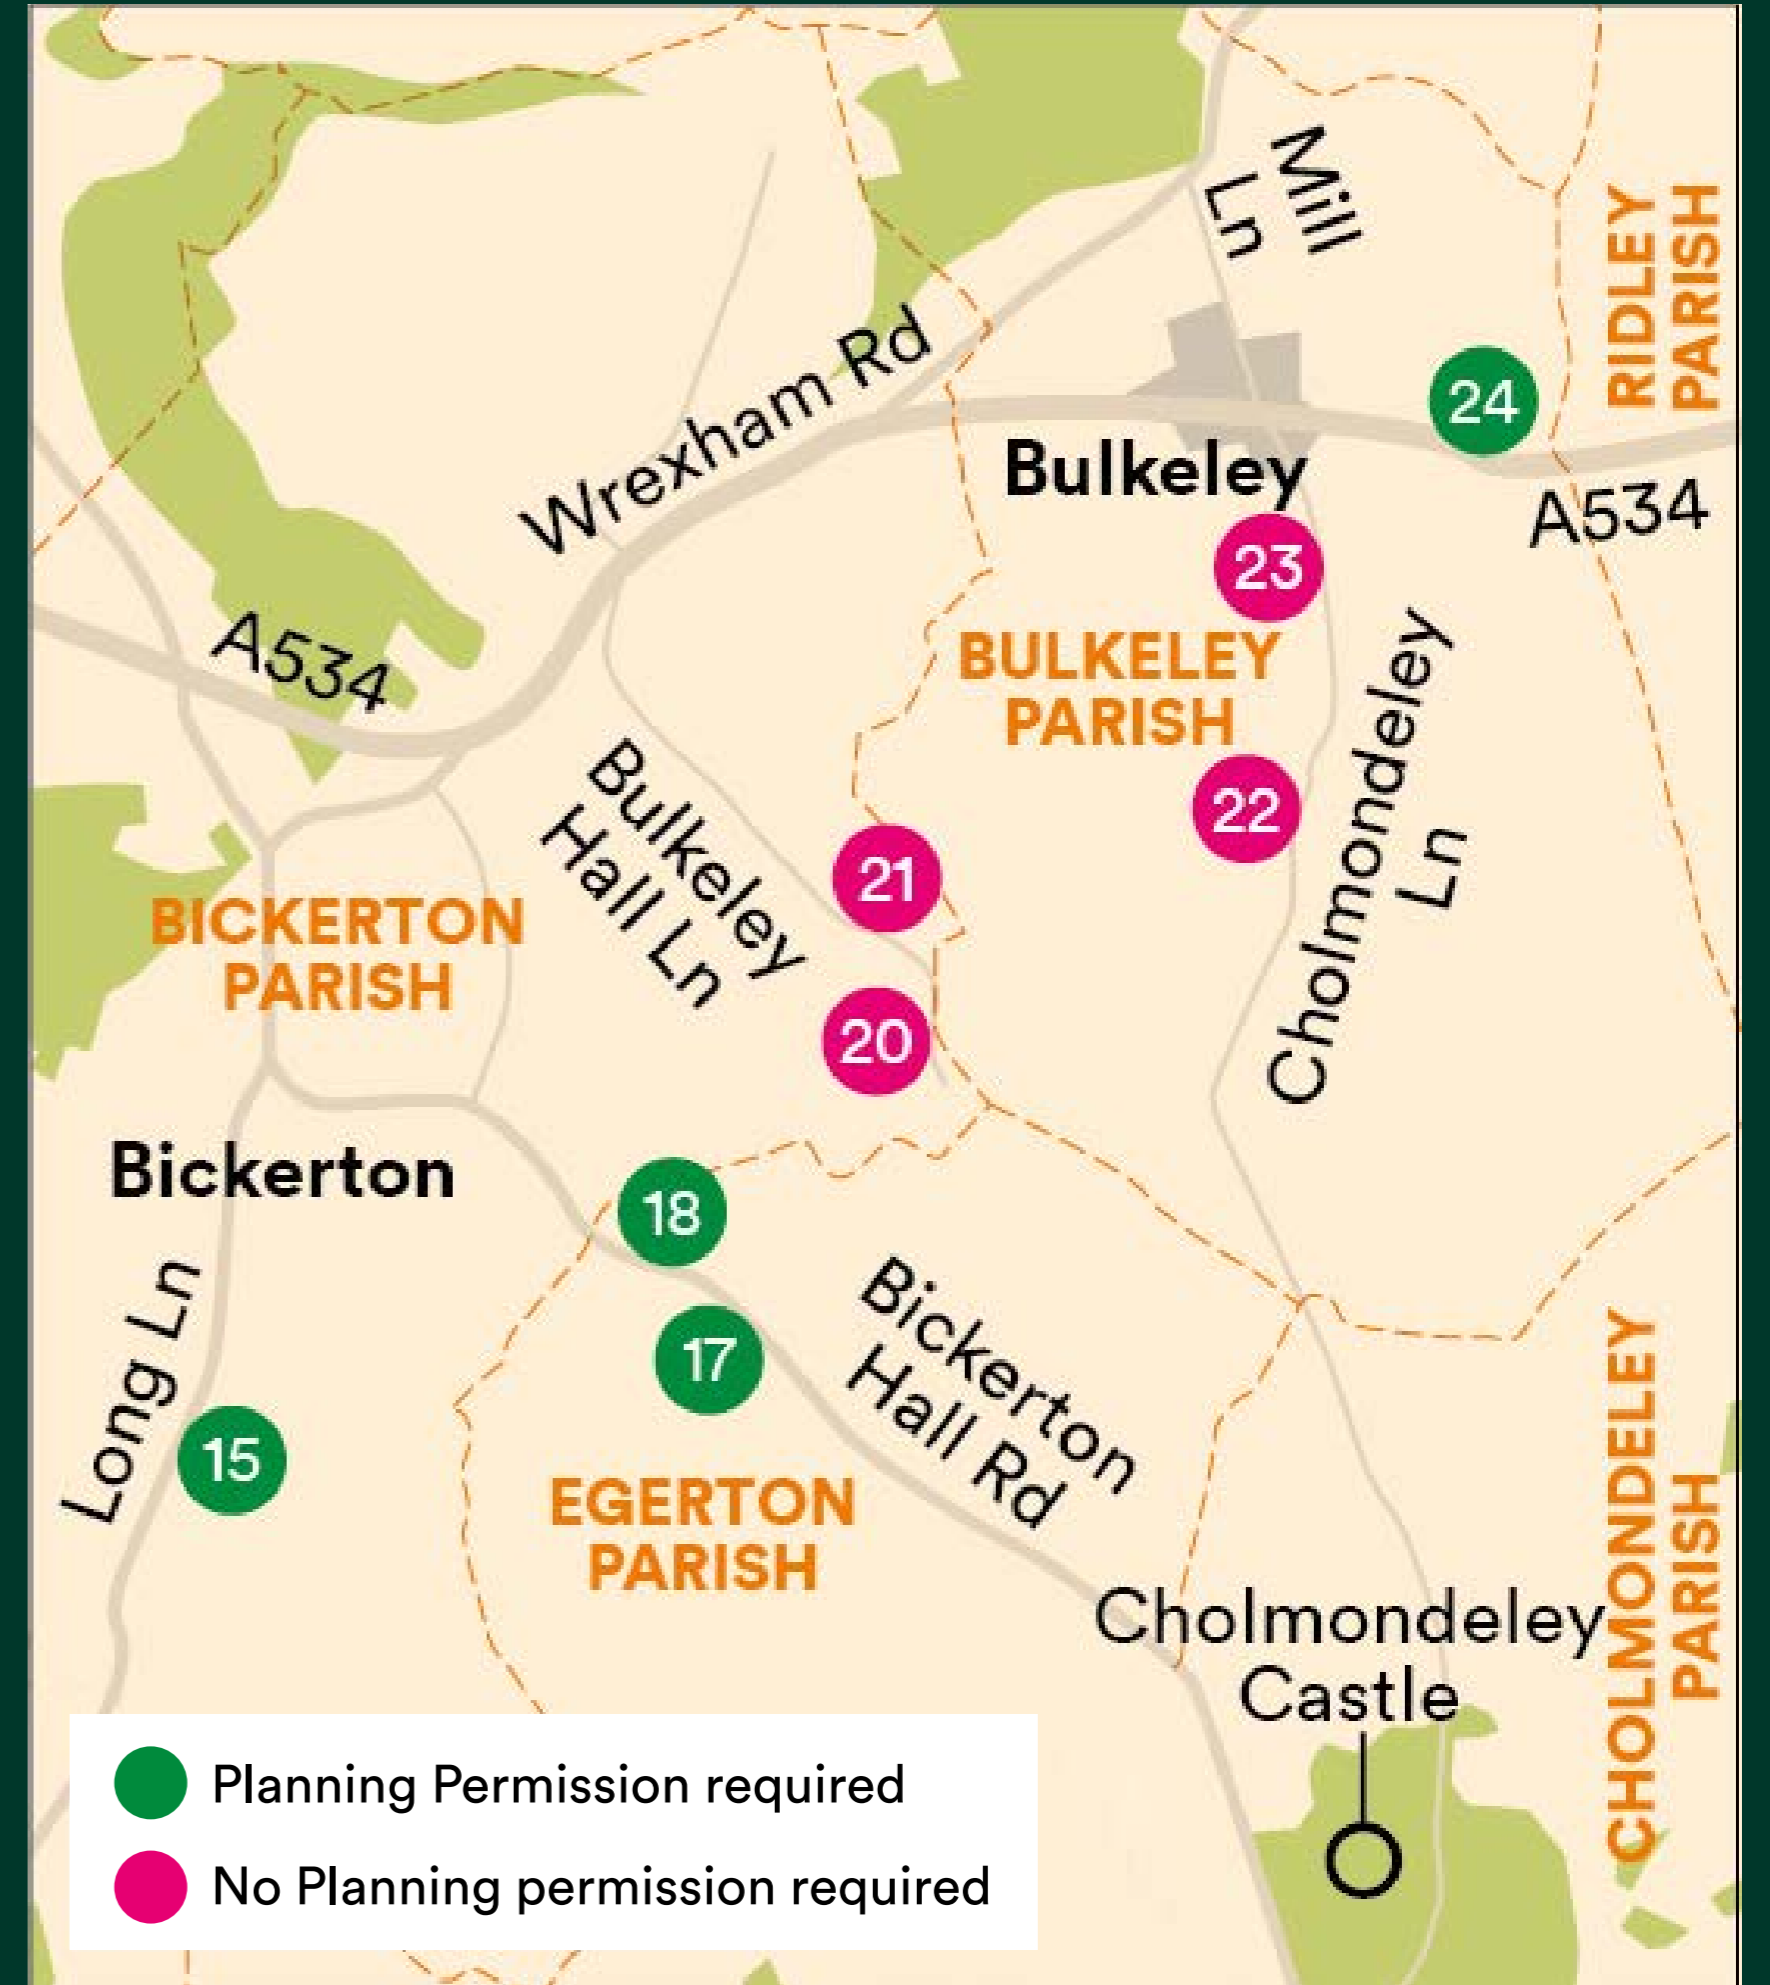 Mill
Ln
RIDLEY
PARISH
Wrexham Rd
24
Bulkeley
A534
23
A534
BULKELEY
PARISH
Cholmondeley
Ln
22
Bulkeley
Hall Ln
21
BICKERTON
PARISH
20
Bickerton
18
17
Bickerton
Hall Rd
Long Ln
15
EGERTON
PARISH
Cholmondeley
Castle
CHOLMONDELEY
PARISH
Planning Permission required
No Planning permission required